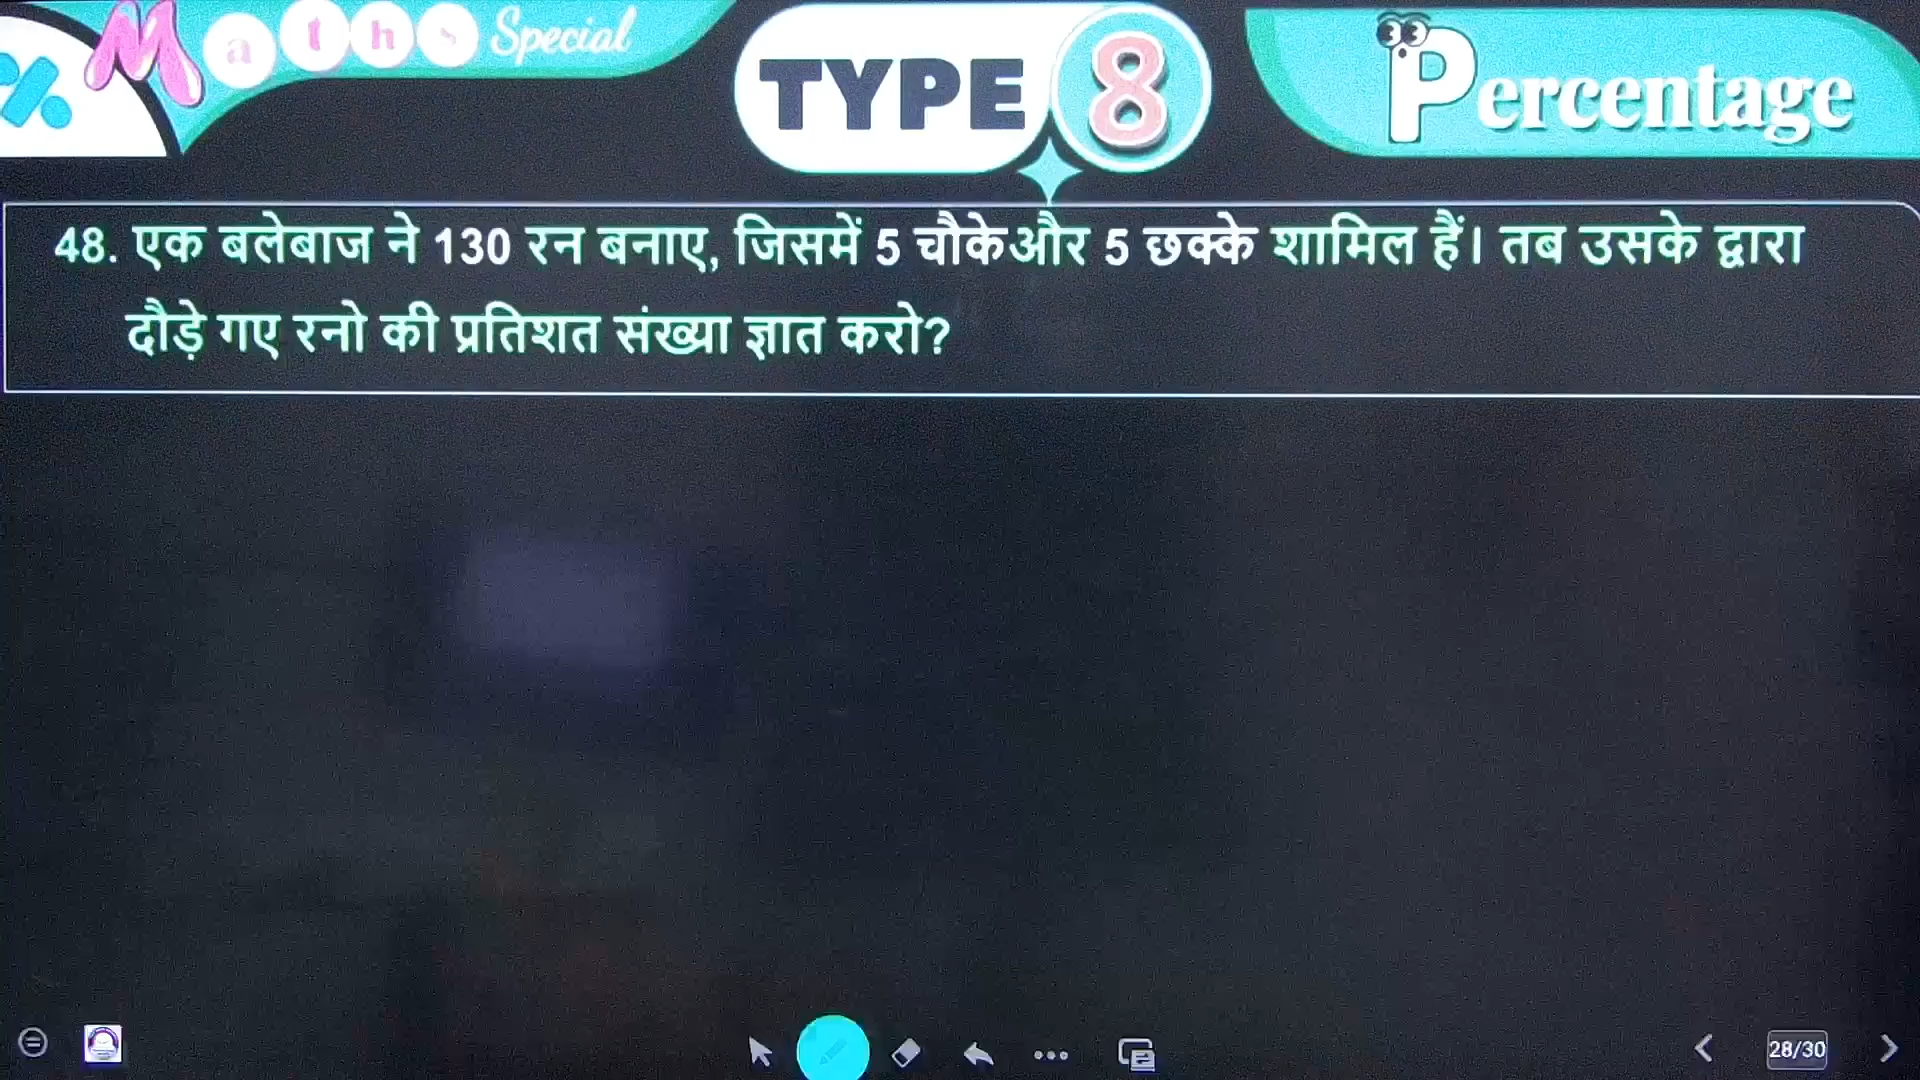 Maths Special
TYPE 8
Percentage
48. एक बलेबाज ने 130 रन बनाए, जिसमें 5 चौकेऔर 5 छक्के शामिल हैं। तब उसके द्वारा
दौड़े गए रनो की प्रतिशत संख्या ज्ञात करो?
28/30